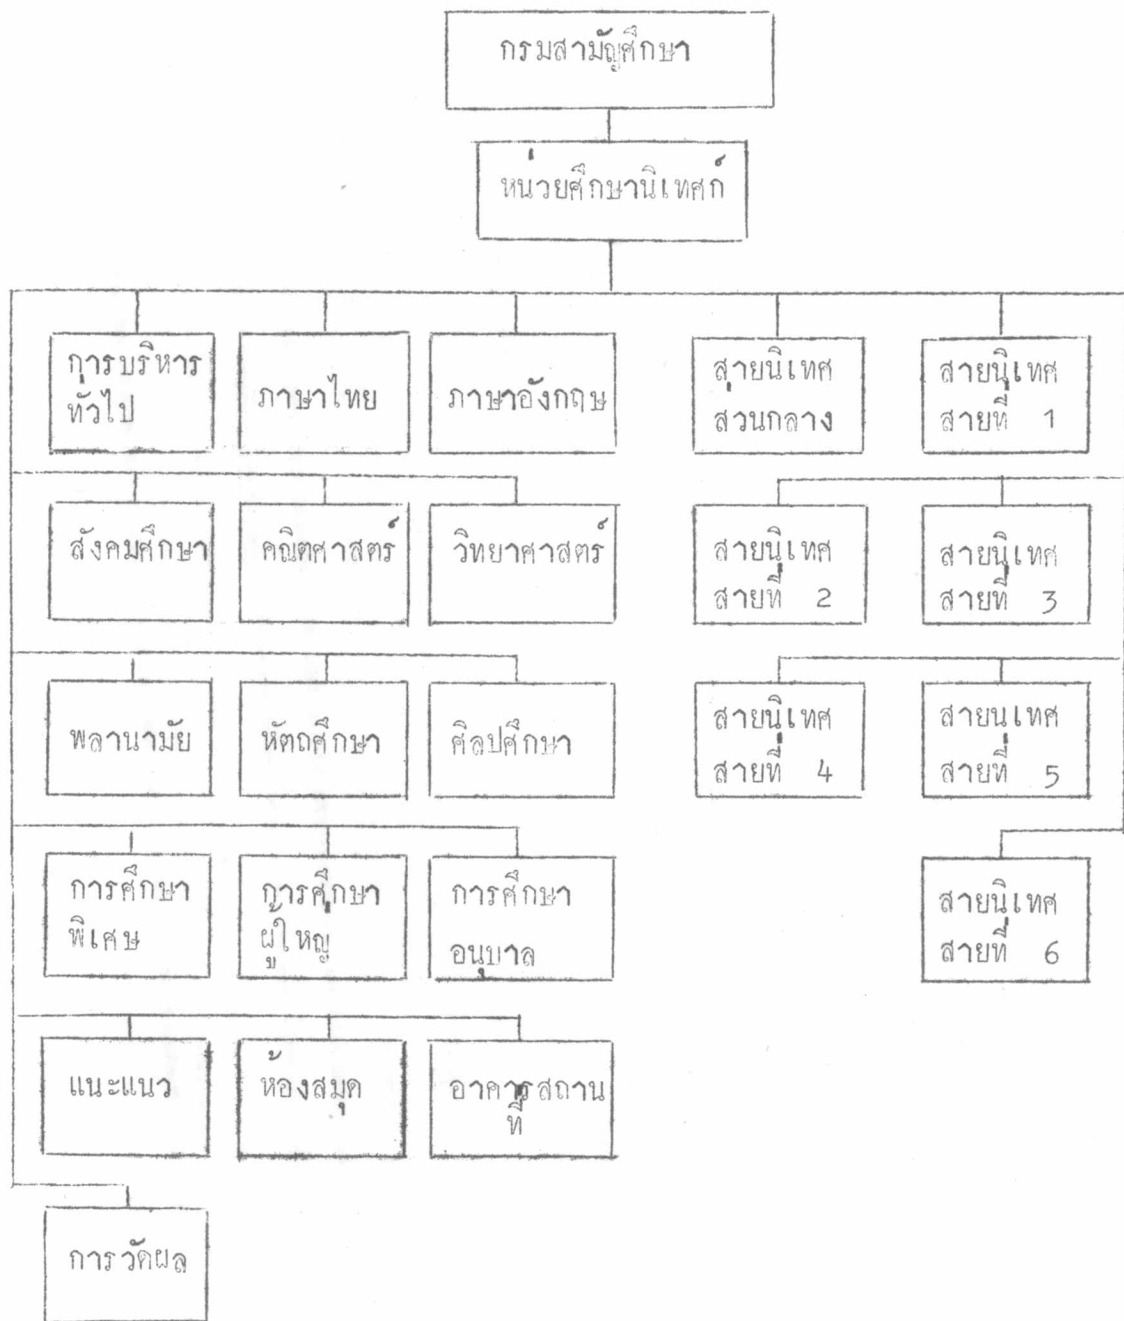 กรมสามัญศึกษา
หน่วยศึกษานิเทศก์
การบริหาร
ทั่วไป
ภาษาไทย
ภาษาอังกฤษ
สายนิเทศ
สวนกลาง
สายนิเทศ
สายที่ 1
สังคมศึกษา
คณิตศาสตร์
วิทยาศาสตร์
สายนิเทศ
สายที่ 2
สายนิเทศ
สายที่ 3
พลานามัย
หัตถศึกษา
ศิลปศึกษา
สายนิเทศ
สายที่ 4
สายนิเทศ
สายที่ 5
การศึกษา
พิเศษ
การศึกษา
ผู้ใหญ่
การศึกษา
อนุบาล
สายนิเทศ
สายที่ 6
แนะแนว
ห้องสมุด
อาคารสถาน
ที่
การวัดผล